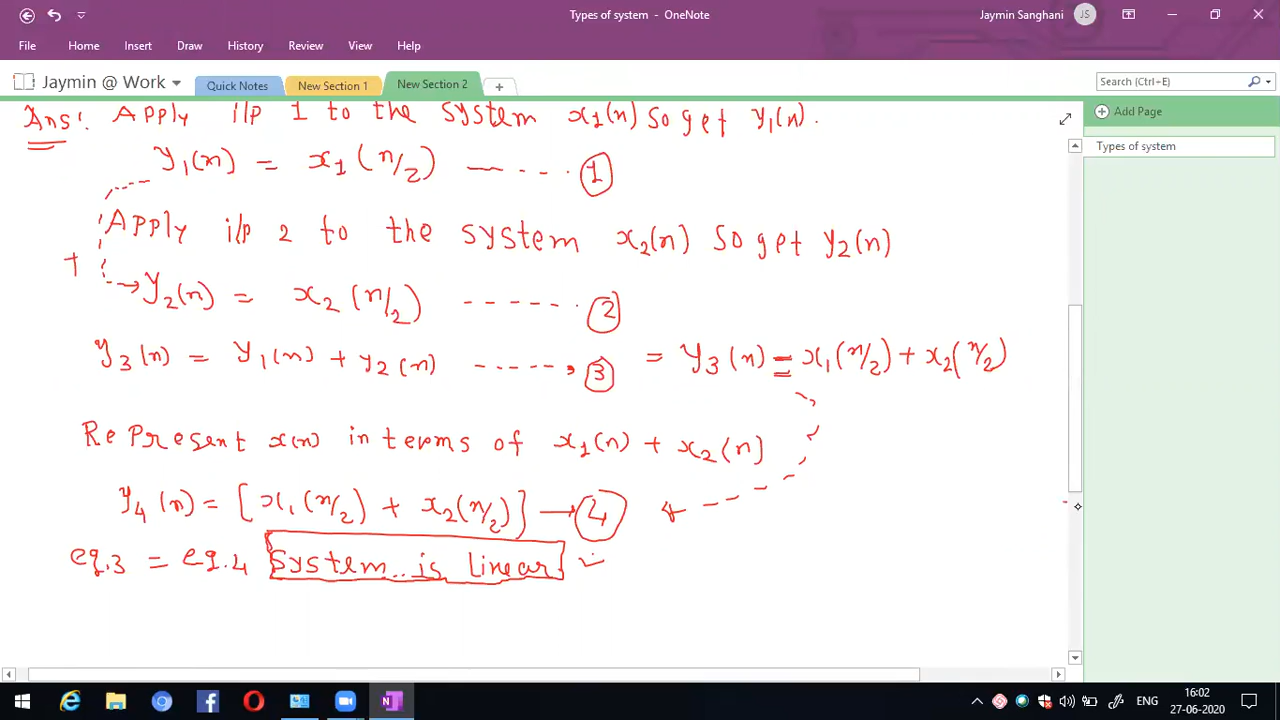 Types of system - OneNote
Jaymin Sanghani
JS
File Home Insert Draw History Review View Help
Jaymin @ Work
Quick Notes
New Section 1
New Section 2
Search (Ctrl+E)
Add Page
Types of system
Ans: Apply i/p 1 to the system x1(n) so get y1(n).
y1(n) = x1(n/2) ------ 1
Apply i/p 2 to the system x2(n) so get y2(n)
+
y2(n) = x2(n/2) ------ 2
y3(n) = y1(n) + y2(n) ------ 3 = y3(n) = x1(n/2) + x2(n/2)
Represent x(n) in terms of x1(n) + x2(n)
y4(n) = [x1(n/2) + x2(n/2)] → 4
eq.3 = eq.4 System is linear
ENG
16:02
27-06-2020